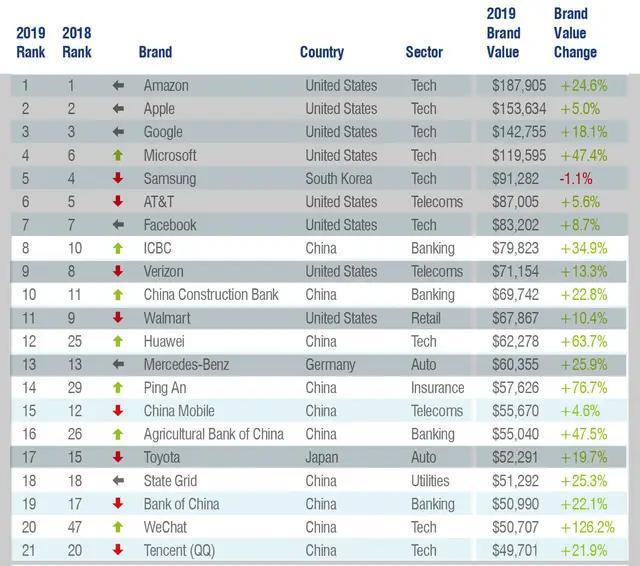 2019 Rank 2018 Rank Brand Country Sector 2019 Brand Value Brand Value Change
1 1 Amazon United States Tech $187,905 +24.6%
2 2 Apple United States Tech $153,634 +5.0%
3 3 Google United States Tech $142,755 +18.1%
4 6 Microsoft United States Tech $119,595 +47.4%
5 4 Samsung South Korea Tech $91,282 -1.1%
6 5 AT&T United States Telecoms $87,005 +5.6%
7 7 Facebook United States Tech $83,202 +8.7%
8 10 ICBC China Banking $79,823 +34.9%
9 8 Verizon United States Telecoms $71,154 +13.3%
10 11 China Construction Bank China Banking $69,742 +22.8%
11 9 Walmart United States Retail $67,867 +10.4%
12 25 Huawei China Tech $62,278 +63.7%
13 13 Mercedes-Benz Germany Auto $60,355 +25.9%
14 29 Ping An China Insurance $57,626 +76.7%
15 12 China Mobile China Telecoms $55,670 +4.6%
16 26 Agricultural Bank of China China Banking $55,040 +47.5%
17 15 Toyota Japan Auto $52,291 +19.7%
18 18 State Grid China Utilities $51,292 +25.3%
19 17 Bank of China China Banking $50,990 +22.1%
20 47 WeChat China Tech $50,707 +126.2%
21 20 Tencent (QQ) China Tech $49,701 +21.9%